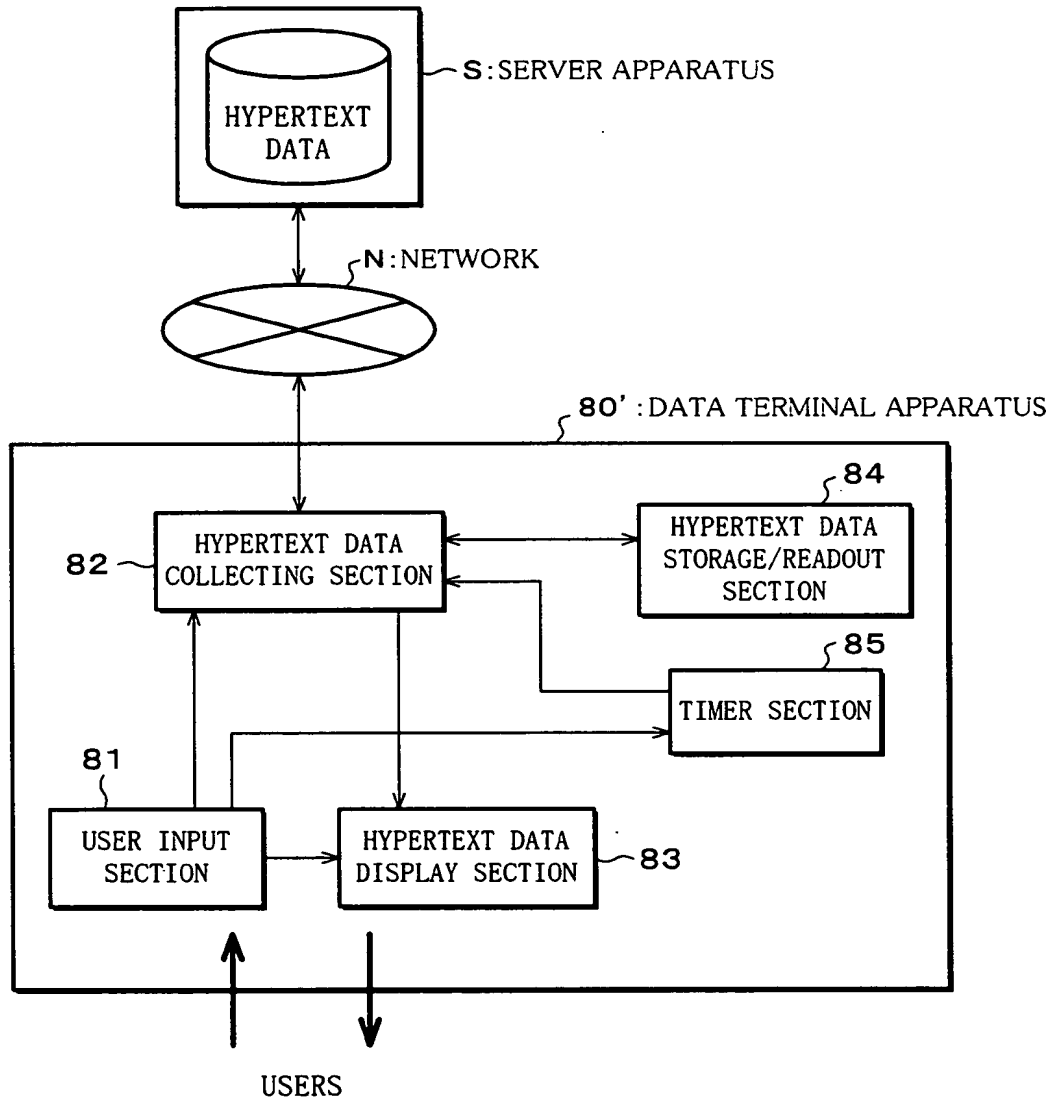 S:SERVER APPARATUS
HYPERTEXT
DATA
N:NETWORK
80':DATA TERMINAL APPARATUS
84
HYPERTEXT DATA
STORAGE/READOUT
SECTION
82
HYPERTEXT DATA
COLLECTING SECTION
85
TIMER SECTION
81
USER INPUT
SECTION
HYPERTEXT DATA
DISPLAY SECTION
83
USERS